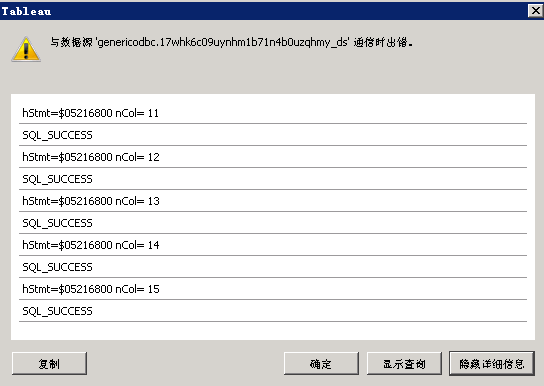 Tableau
与数据源 'genericodbc.17whk6c09uynhm1b71n4b0uzqhmy_ds' 通信时出错。
hStmt=$05216800 nCol= 11
SQL_SUCCESS
hStmt=$05216800 nCol= 12
SQL_SUCCESS
hStmt=$05216800 nCol= 13
SQL_SUCCESS
hStmt=$05216800 nCol= 14
SQL_SUCCESS
hStmt=$05216800 nCol= 15
SQL_SUCCESS
复制 确定 显示查询 隐藏详细信息